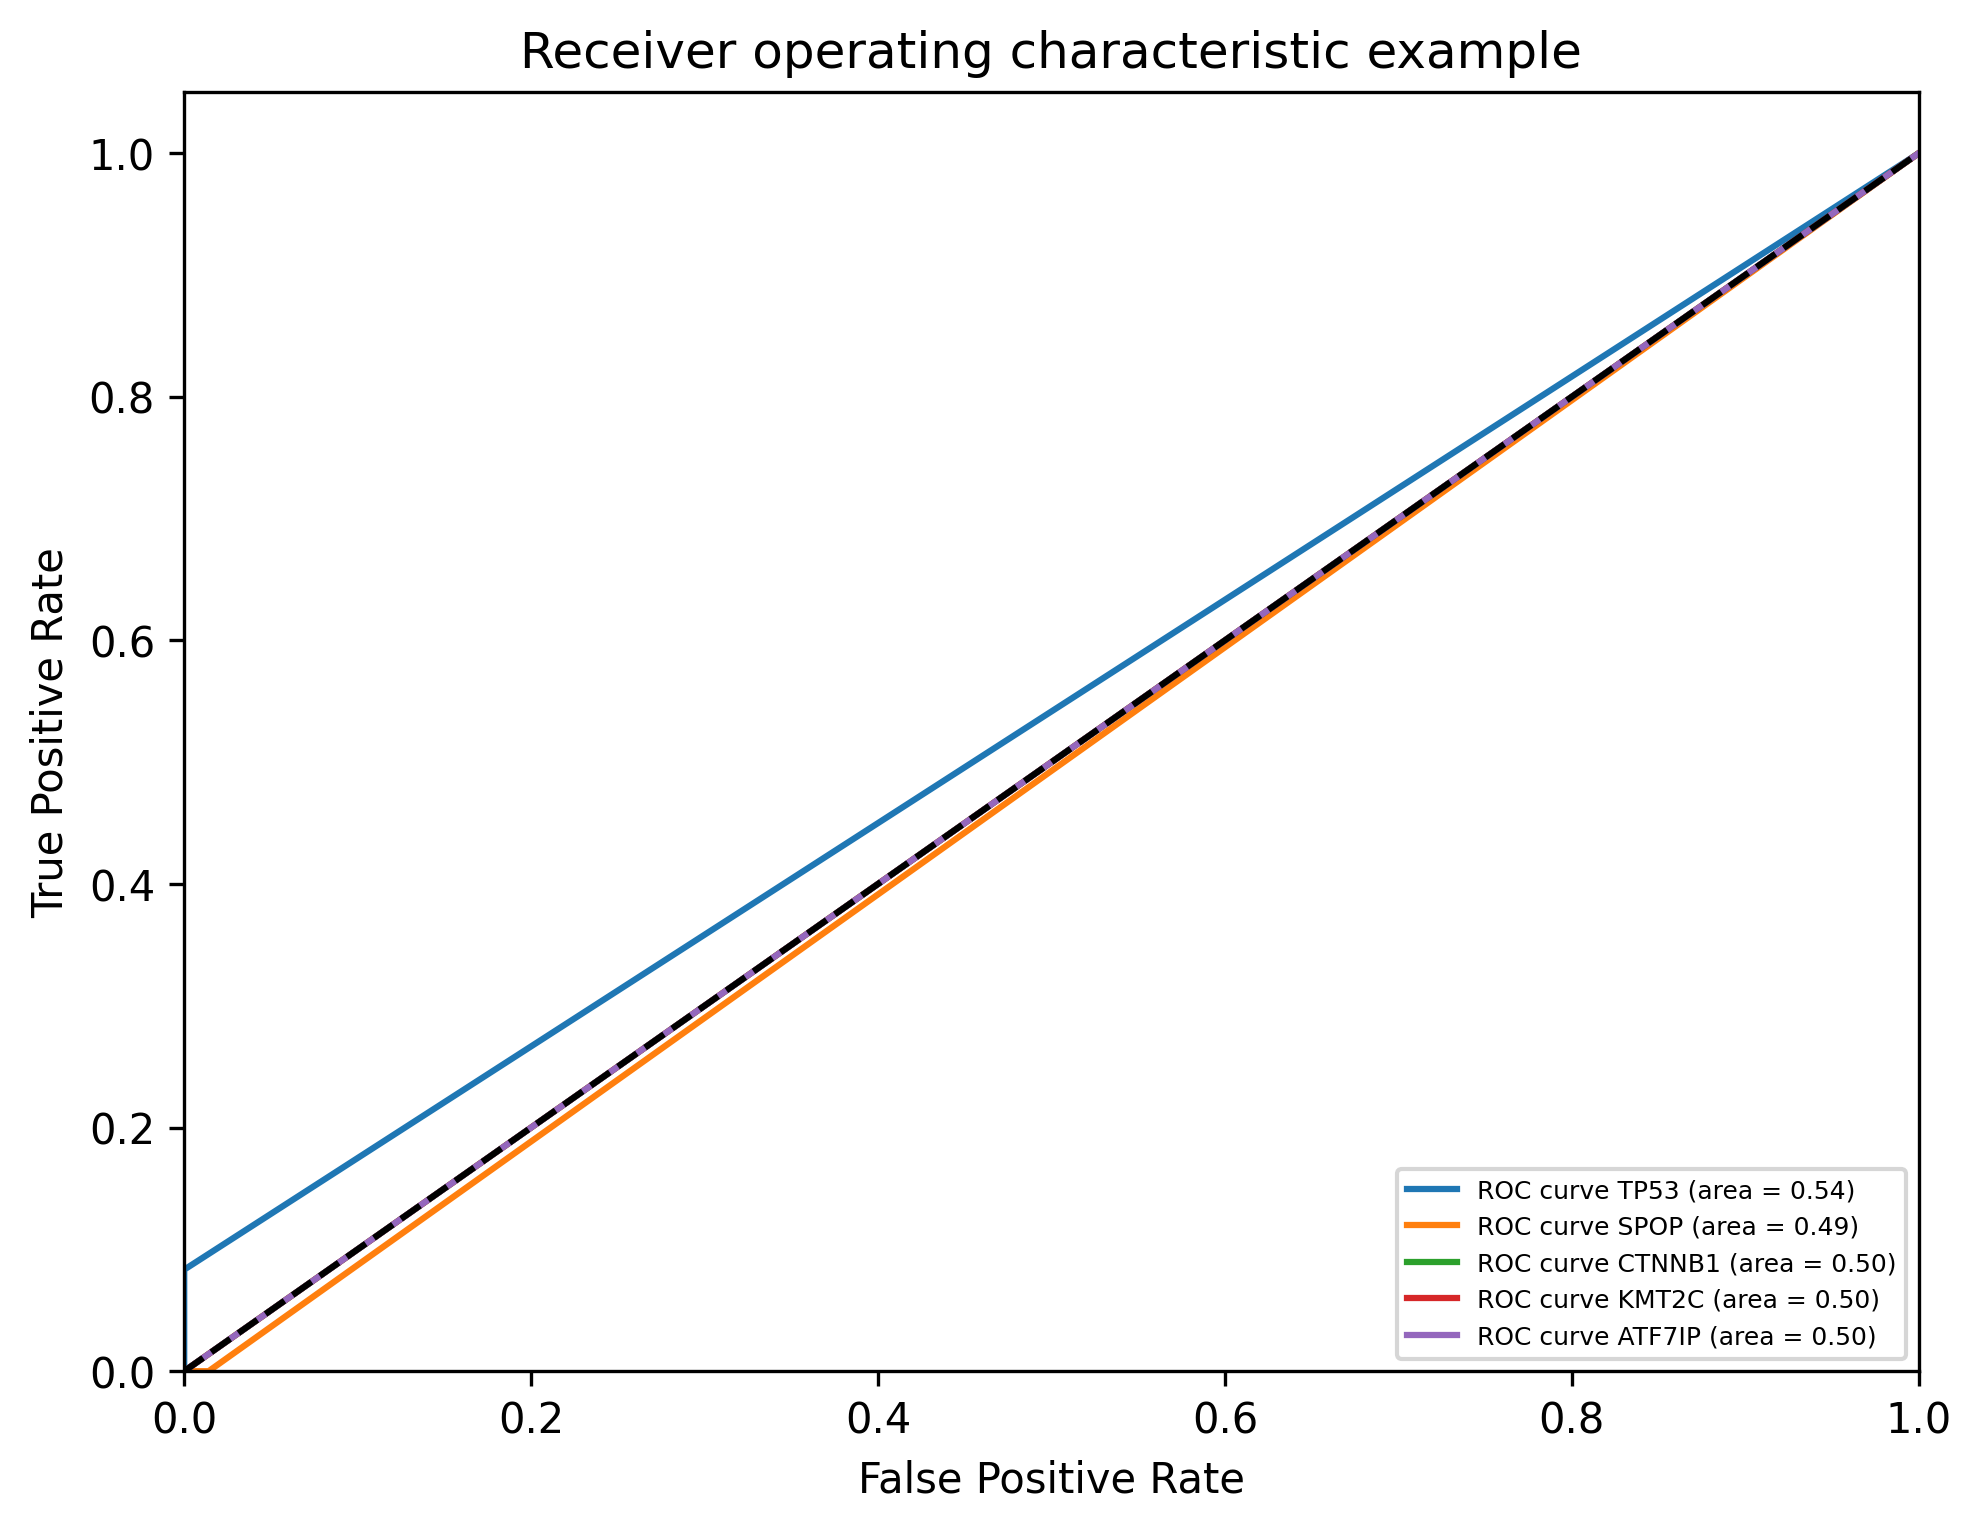 Receiver operating characteristic example
True Positive Rate
1.0
0.8
0.6
0.4
0.2
0.0
ROC curve TP53 (area = 0.54)
ROC curve SPOP (area = 0.49)
ROC curve CTNNB1 (area = 0.50)
ROC curve KMT2C (area = 0.50)
ROC curve ATF7IP (area = 0.50)
0.0 0.2 0.4 0.6 0.8 1.0
False Positive Rate